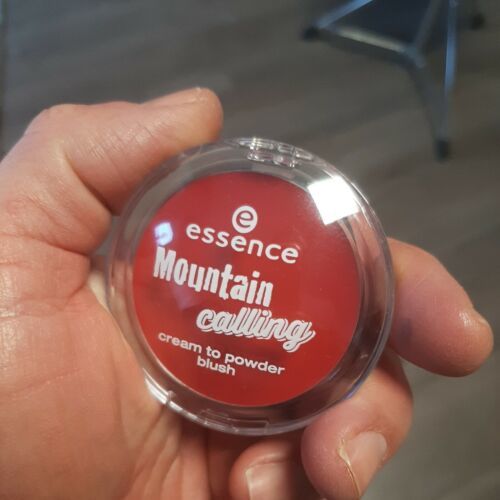 e
essence
Mountain
calling
cream to powder
blush